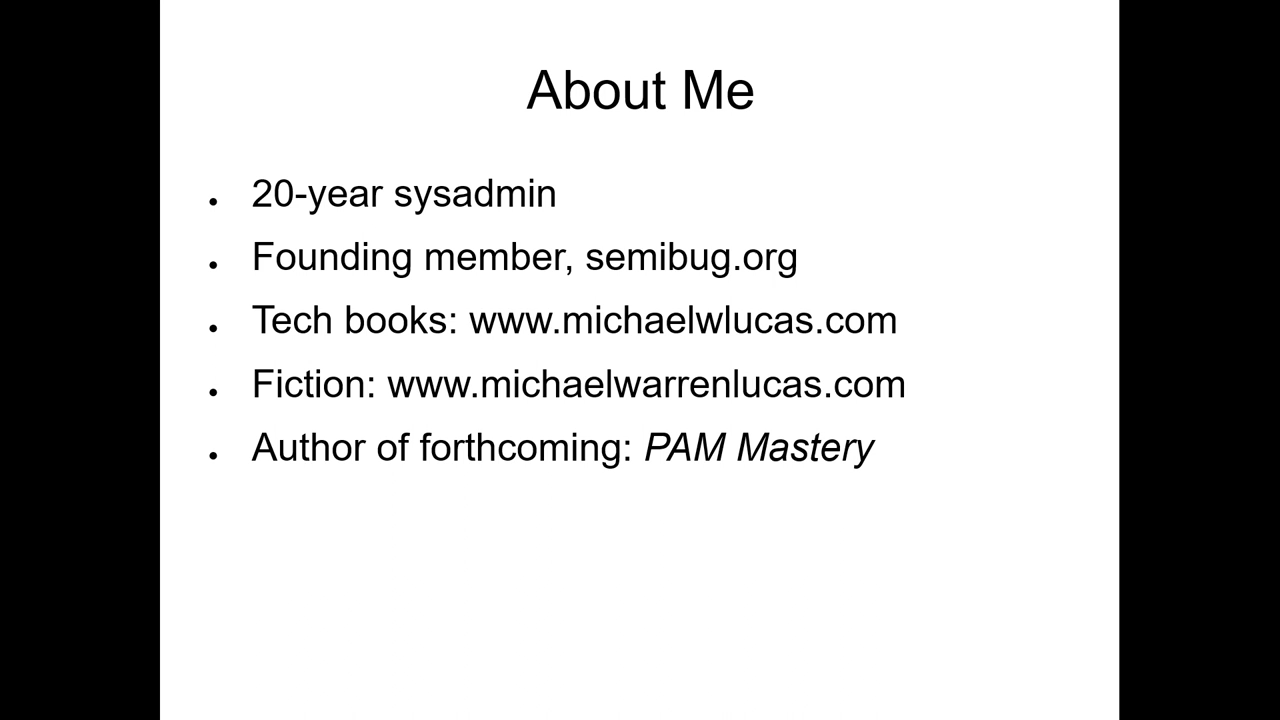 About Me
20-year sysadmin
Founding member, semibug.org
Tech books: www.michaelwlucas.com
Fiction: www.michaelwarrenlucas.com
Author of forthcoming: PAM Mastery